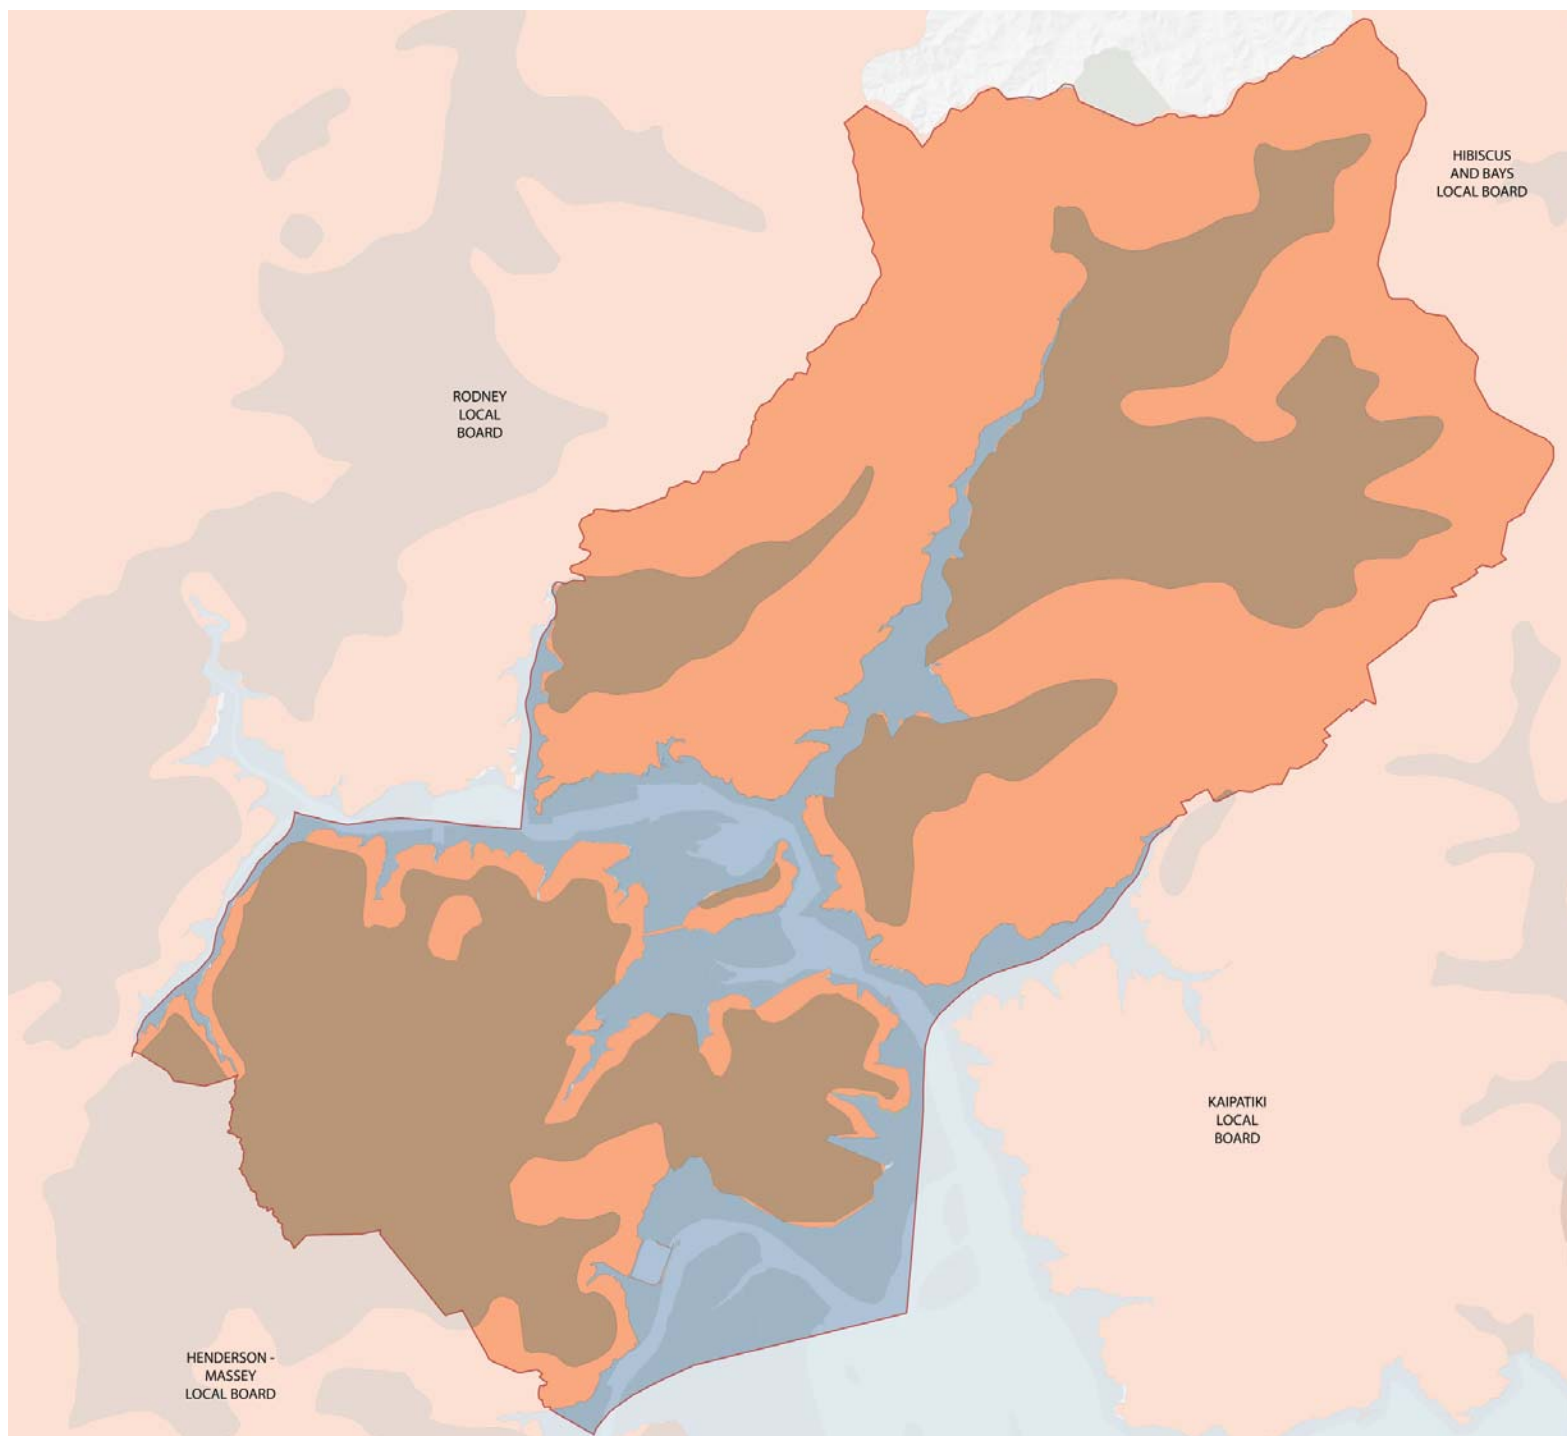 HIBISCUS
AND BAYS
LOCAL BOARD
RODNEY
LOCAL
BOARD
KAIPATIKI
LOCAL
BOARD
HENDERSON -
MASSEY
LOCAL BOARD